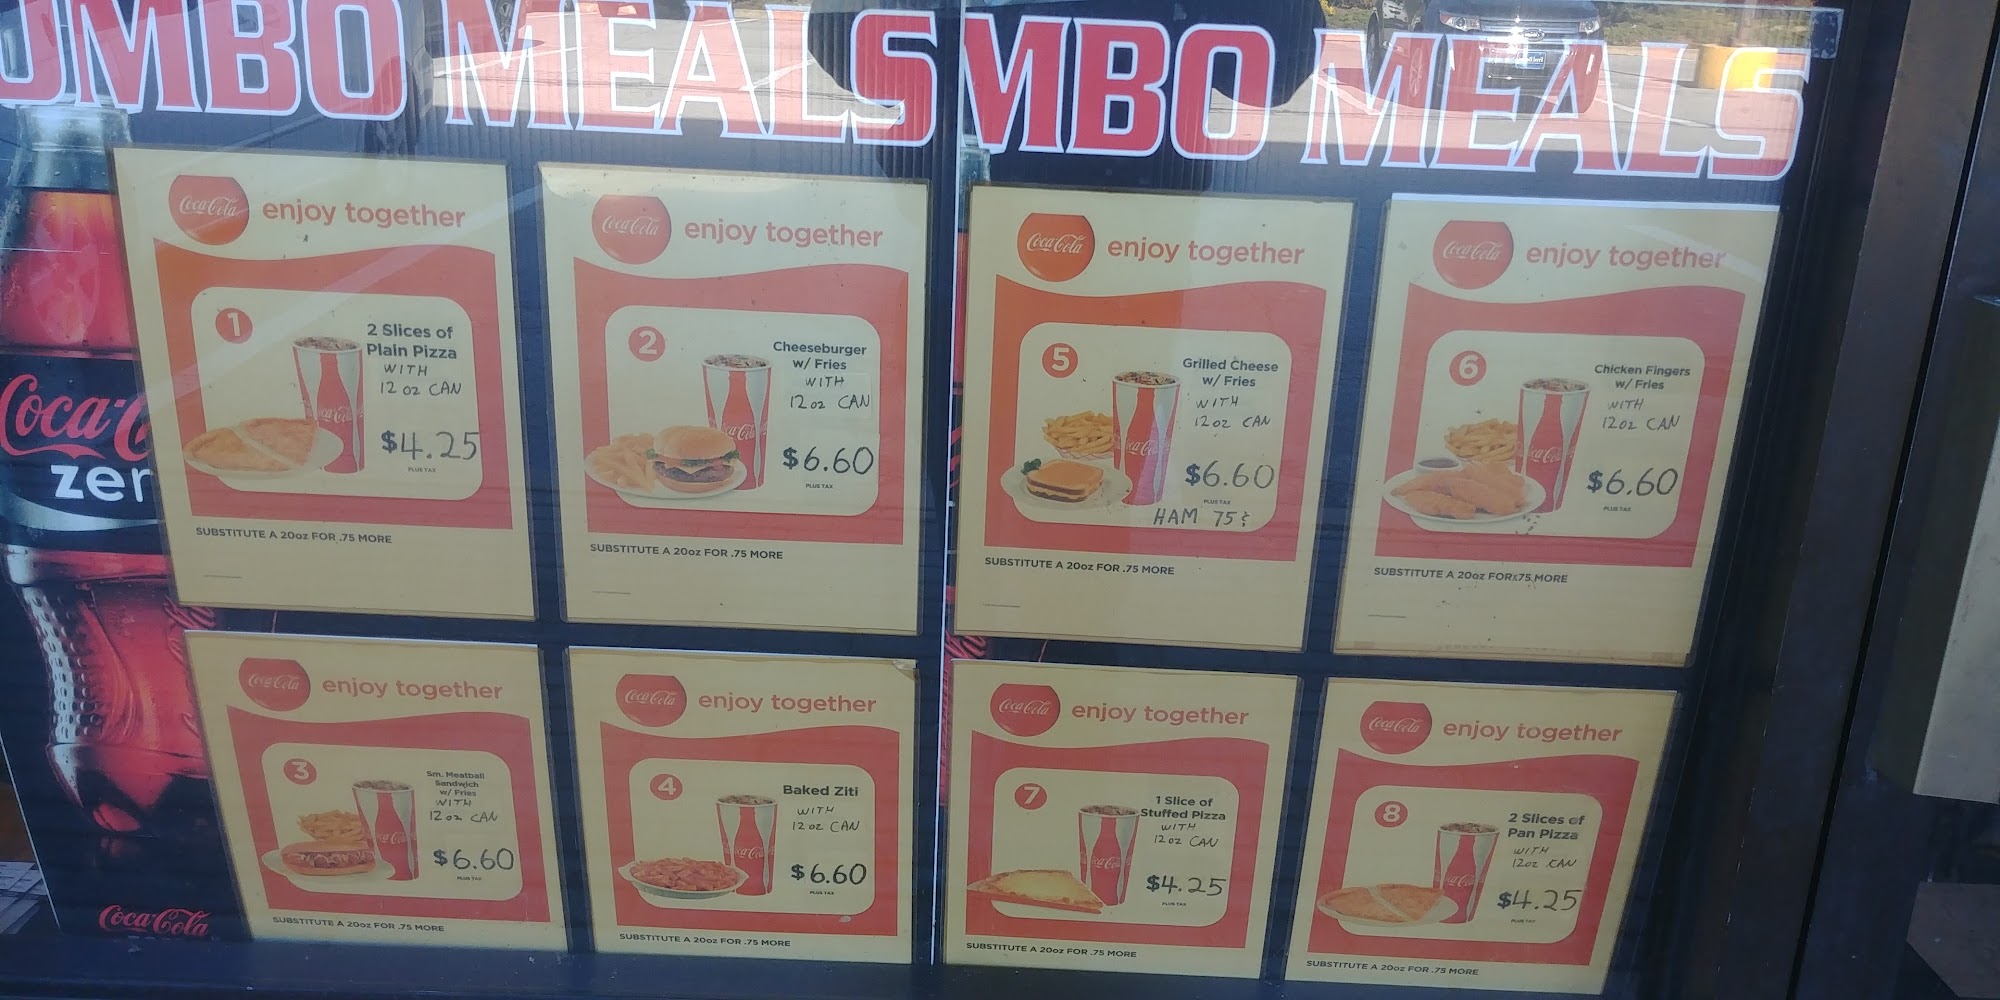 OMBO MEALS
MBO MEALS
Coca-Cola
enjoy together
1
2 Slices of
Plain Pizza
WITH
12 oz CAN
$4.25
PLUS TAX
SUBSTITUTE A 20oz FOR .75 MORE
Coca-Cola
enjoy together
2
Cheeseburger
w/ Fries
WITH
12 oz CAN
$6.60
PLUS TAX
SUBSTITUTE A 20oz FOR .75 MORE
Coca-Cola
enjoy together
5
Grilled Cheese
w/ Fries
WITH
12 oz CAN
$6.60
PLUS TAX
HAM 75¢
SUBSTITUTE A 20oz FOR .75 MORE
Coca-Cola
enjoy together
6
Chicken Fingers
w/ Fries
WITH
12 oz CAN
$6.60
PLUS TAX
SUBSTITUTE A 20oz FOR .75 MORE
Coca-C
zer
Coca-Cola
Coca-Cola
enjoy together
3
Sm. Meatball
Sandwich
w/ Fries
WITH
12 oz CAN
$6.60
PLUS TAX
SUBSTITUTE A 20oz FOR .75 MORE
Coca-Cola
enjoy together
4
Baked Ziti
WITH
12 oz CAN
$6.60
PLUS TAX
SUBSTITUTE A 20oz FOR .75 MORE
Coca-Cola
enjoy together
7
1 Slice of
Stuffed Pizza
WITH
12 oz CAN
$4.25
PLUS TAX
SUBSTITUTE A 20oz FOR .75 MORE
Coca-Cola
enjoy together
8
2 Slices of
Pan Pizza
WITH
12 oz CAN
$4.25
PLUS TAX
SUBSTITUTE A 20oz FOR .75 MORE